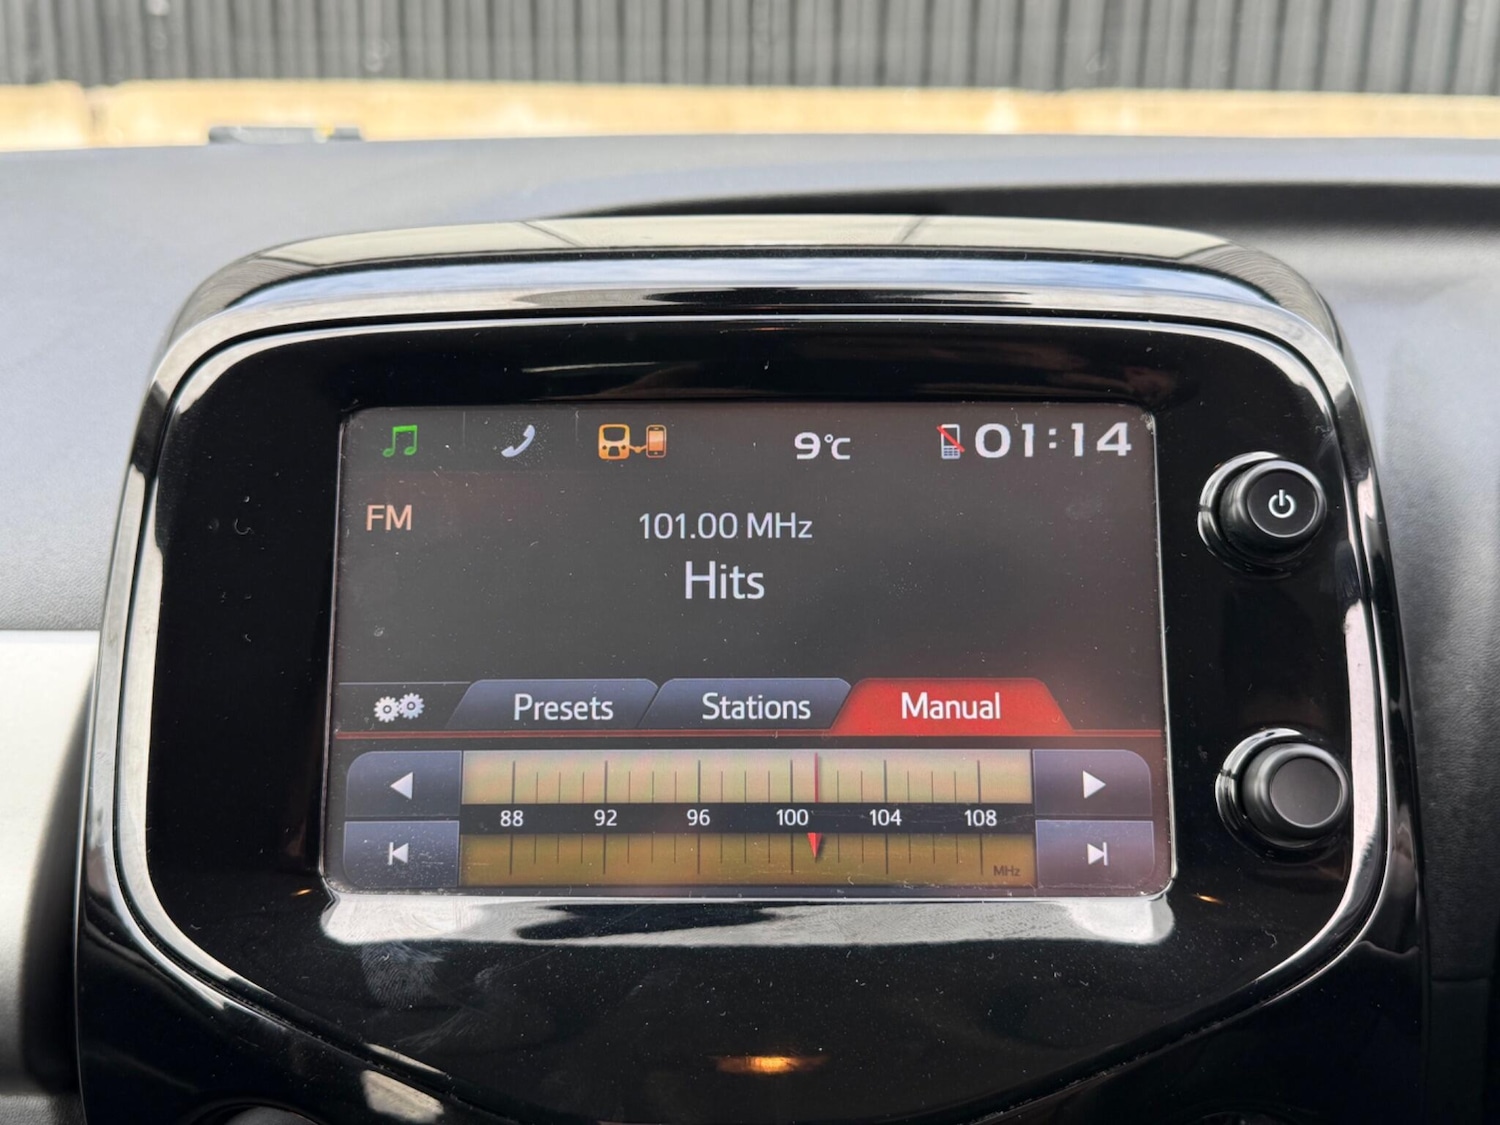 9°C 01:14
FM
101.00 MHz
Hits
Presets Stations Manual
88 92 96 100 104 108
MHz